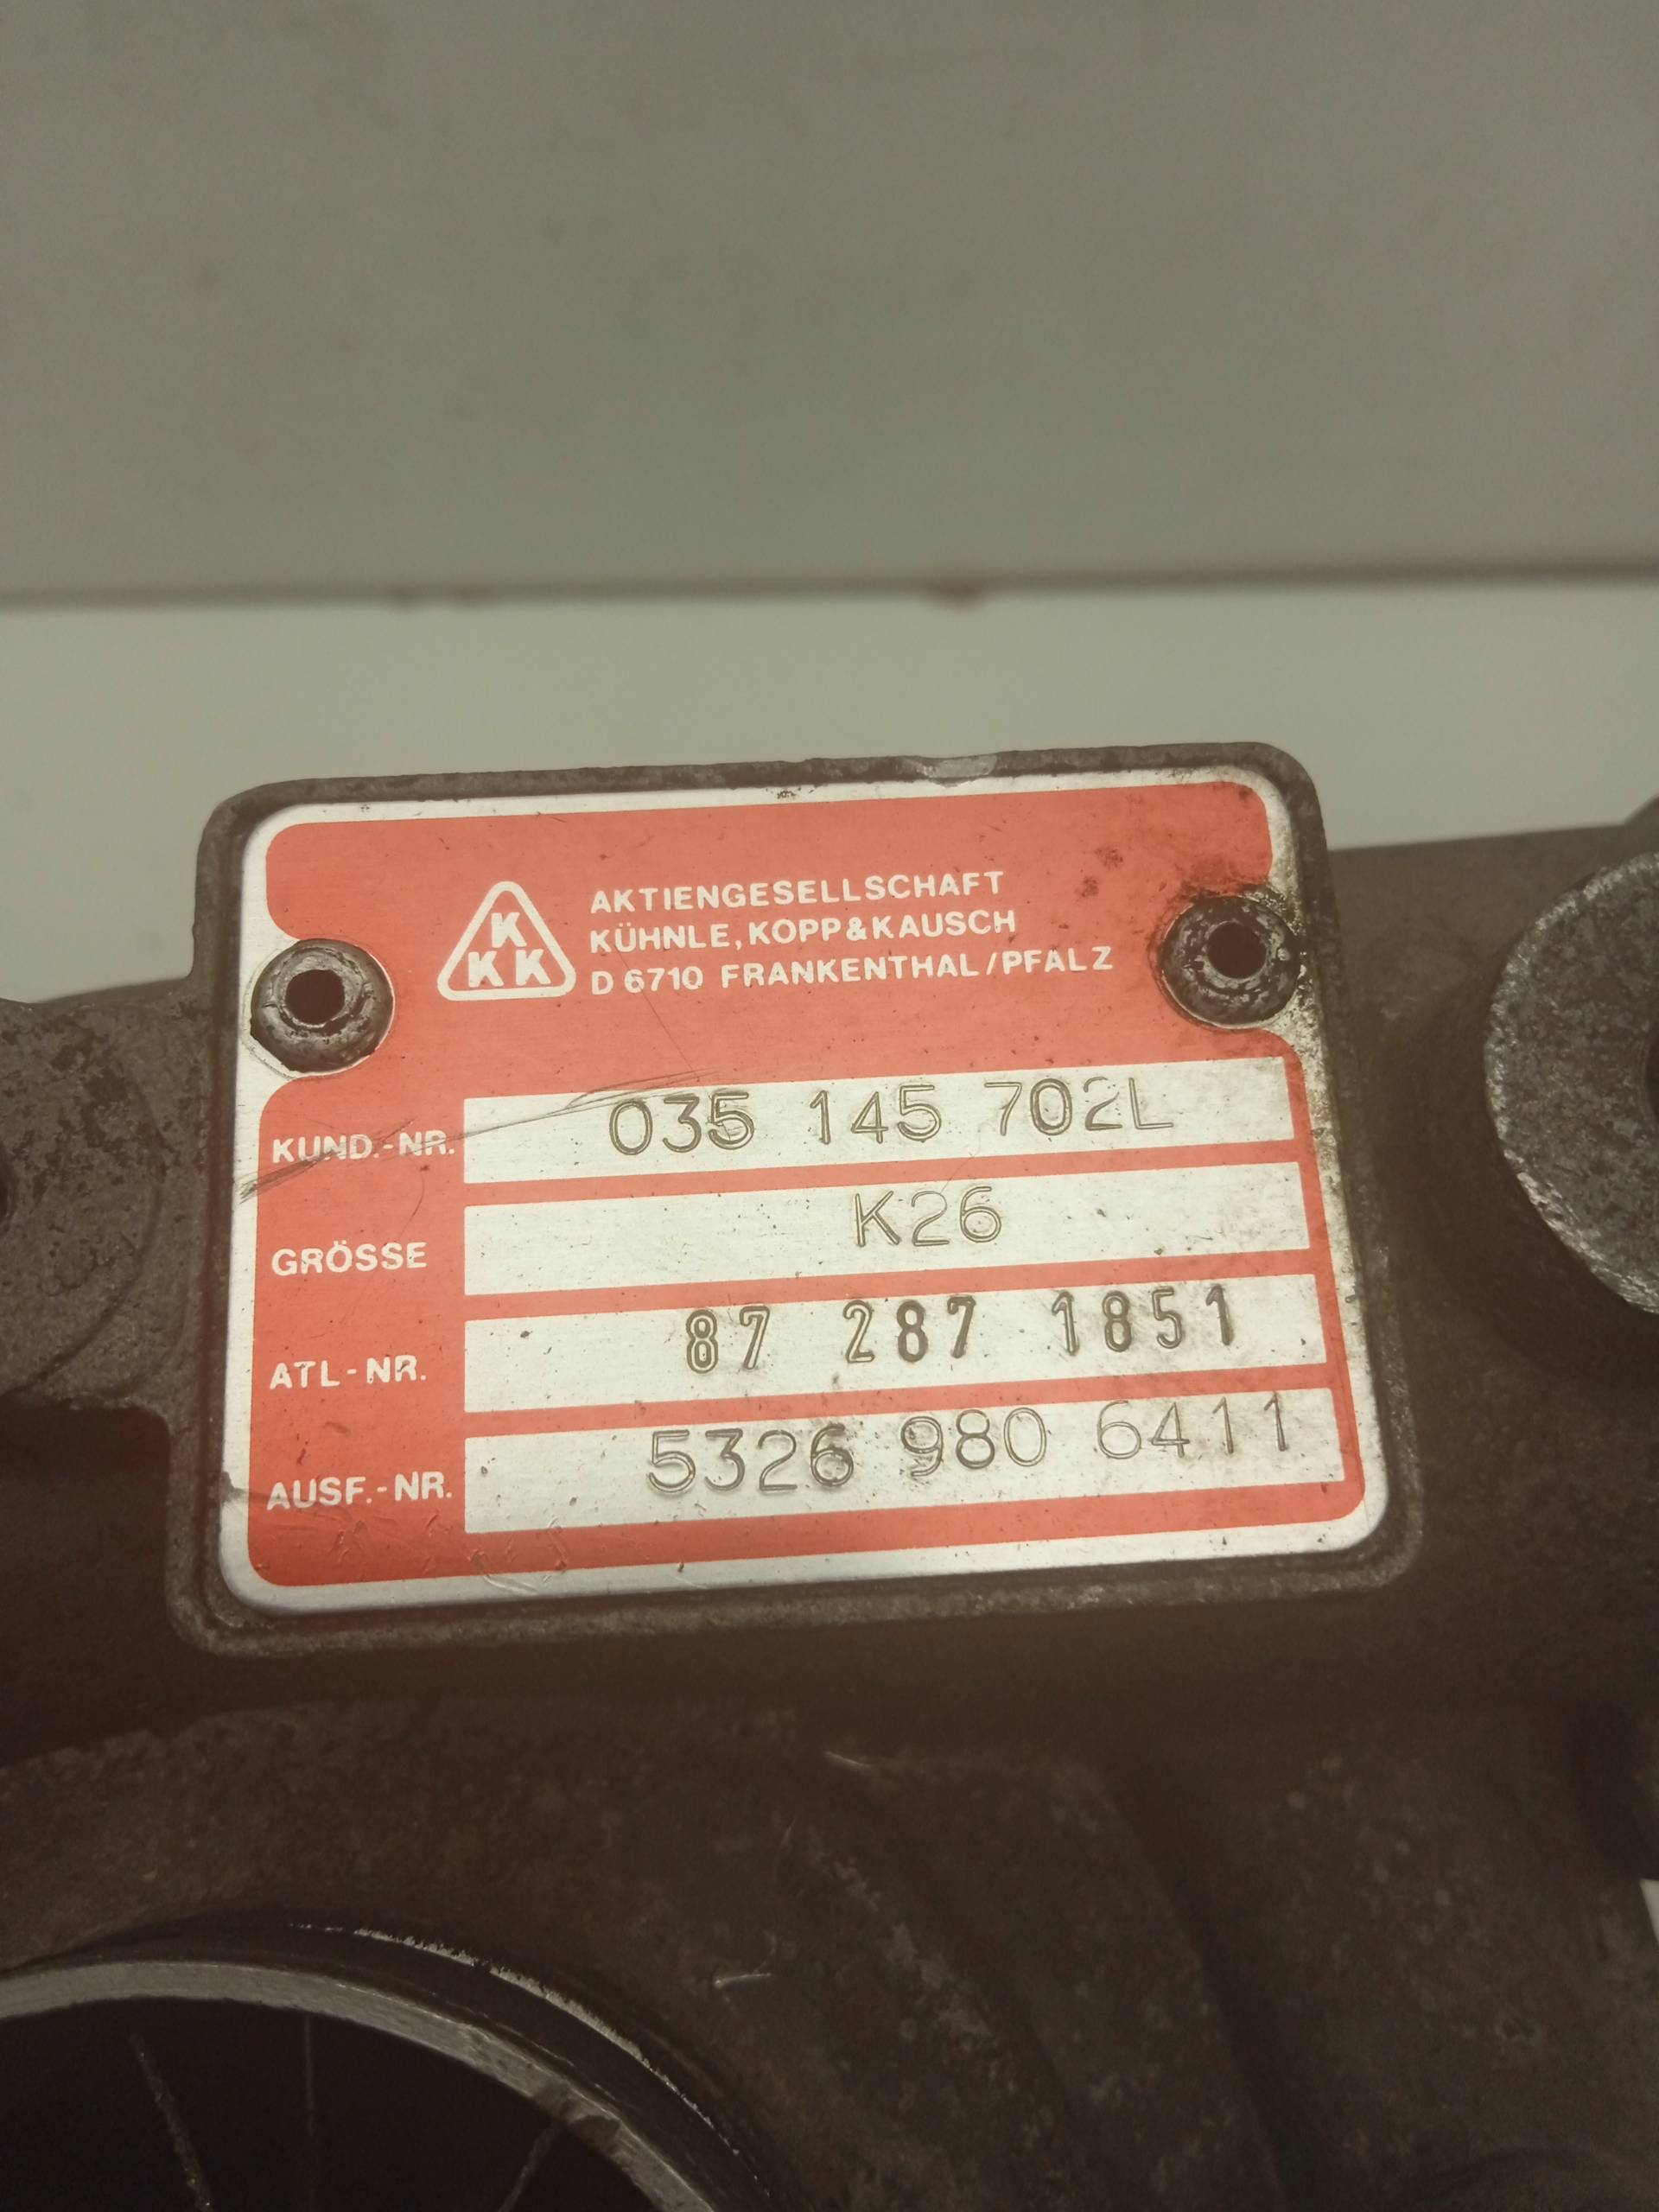 K
KK
AKTIENGESELLSCHAFT
KÜHNLE, KOPP & KAUSCH
D 6710 FRANKENTHAL/PFALZ
KUND.-NR. 035 145 702L
GRÖSSE K26
ATL-NR. 87 287 1851
AUSF.-NR. 5326 980 6411